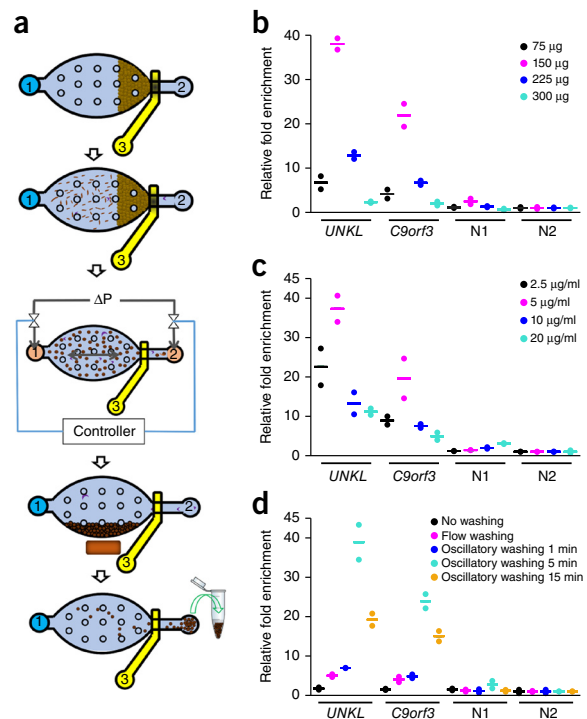 a
1
2
3
1
2
3
ΔP
1
2
3
Controller
1
2
3
1
2
3
b
Relative fold enrichment
40
30
20
10
0
75 µg
150 µg
225 µg
300 µg
UNKL C9orf3 N1 N2
c
Relative fold enrichment
45
40
30
20
10
0
2.5 µg/ml
5 µg/ml
10 µg/ml
20 µg/ml
UNKL C9orf3 N1 N2
d
Relative fold enrichment
45
40
30
20
10
0
No washing
Flow washing
Oscillatory washing 1 min
Oscillatory washing 5 min
Oscillatory washing 15 min
UNKL C9orf3 N1 N2